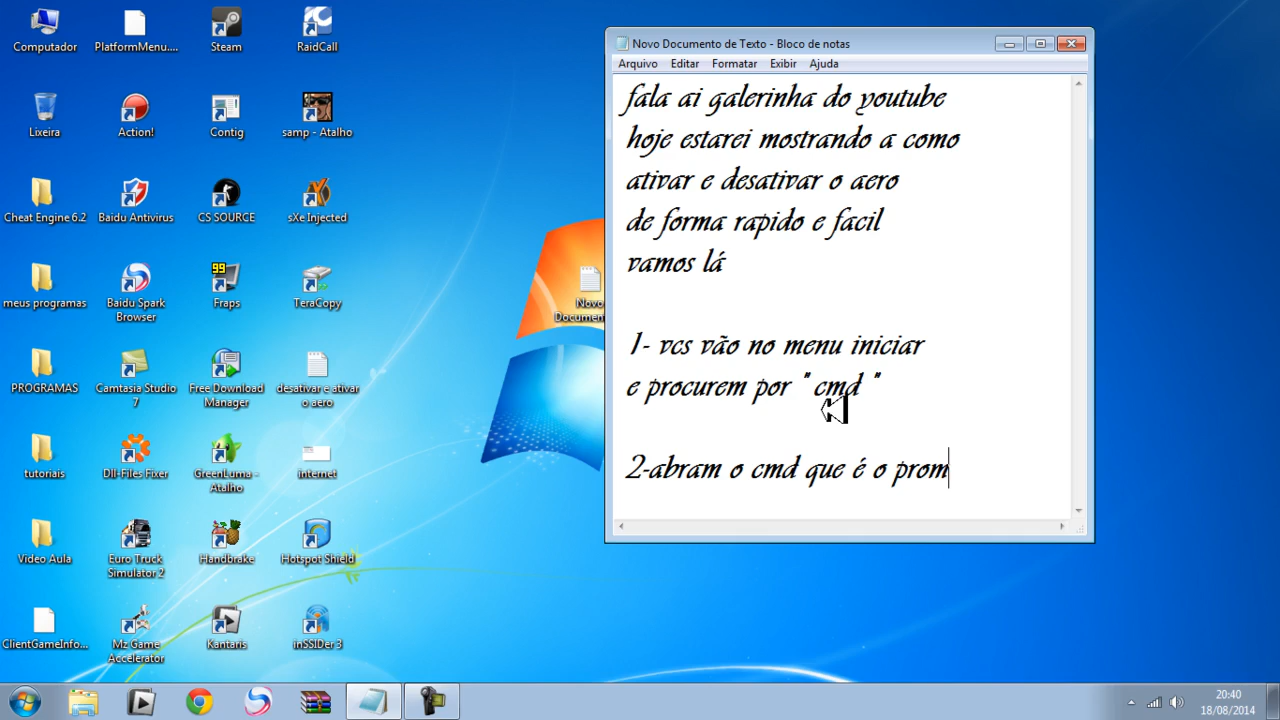 Computador
PlatformMenu....
Steam
RaidCall
Lixeira
Action!
Contig
samp - Atalho
Cheat Engine 6.2
Baidu Antivirus
CS SOURCE
sXe Injected
meus programas
Baidu Spark
Browser
99
Fraps
TeraCopy
PROGRAMAS
Camtasia Studio
7
Free Download
Manager
desativar e ativar
o aero
tutoriais
Dll-Files Fixer
GreenLuma -
Atalho
internet
Video Aula
Euro Truck
Simulator 2
Handbrake
Hotspot Shield
ClientGameInfo...
Mz Game
Accelerator
Kantaris
inSSIDer 3
Novo
Documen
Novo Documento de Texto - Bloco de notas
Arquivo Editar Formatar Exibir Ajuda
fala ai galerinha do youtube
hoje estarei mostrando a como
ativar e desativar o aero
de forma rapido e facil
vamos lá
1- vcs vão no menu iniciar
e procurem por " cmd "
2-abram o cmd que é o prom
20:40
18/08/2014